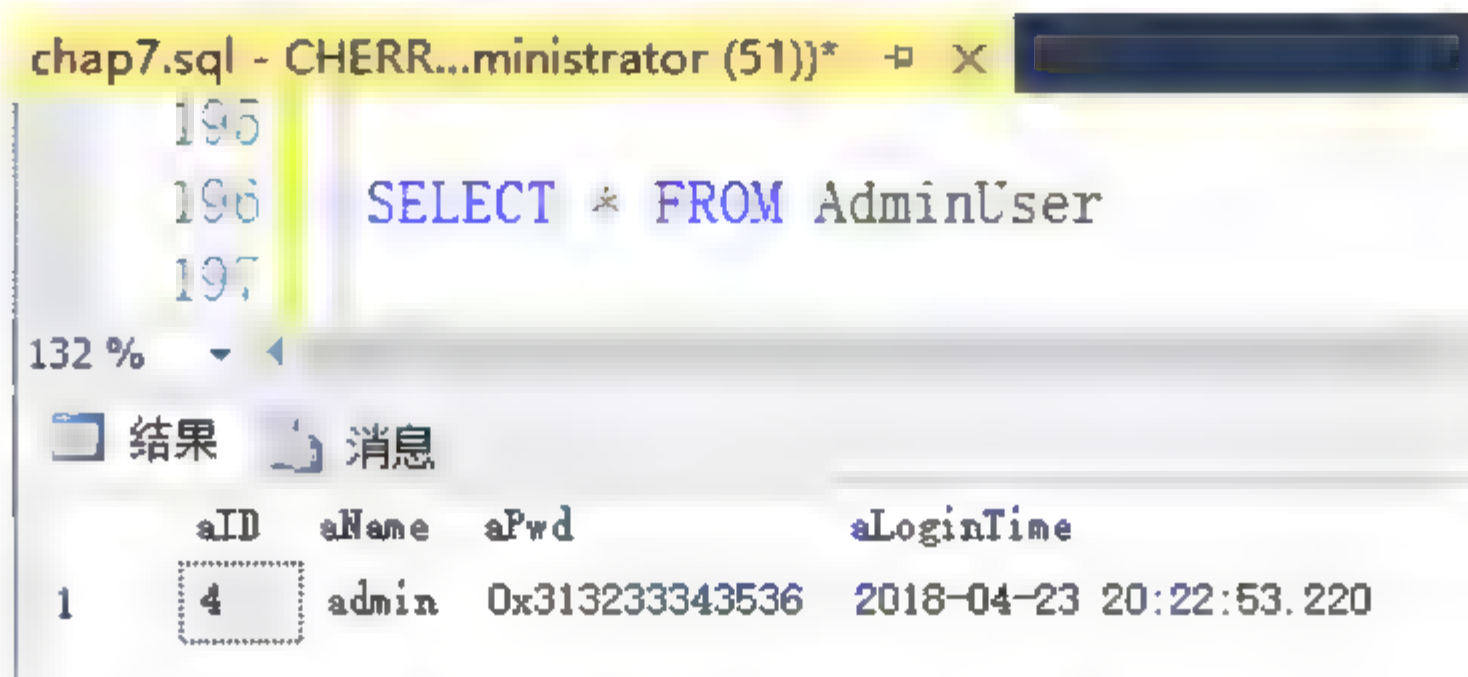 chap7.sql - CHERR...ministrator (51))* 
195
196 SELECT * FROM AdminUser
197
132 %
结果 消息
aID aName aPwd aLoginTime
1 4 admin 0x313233343536 2018-04-23 20:22:53.220